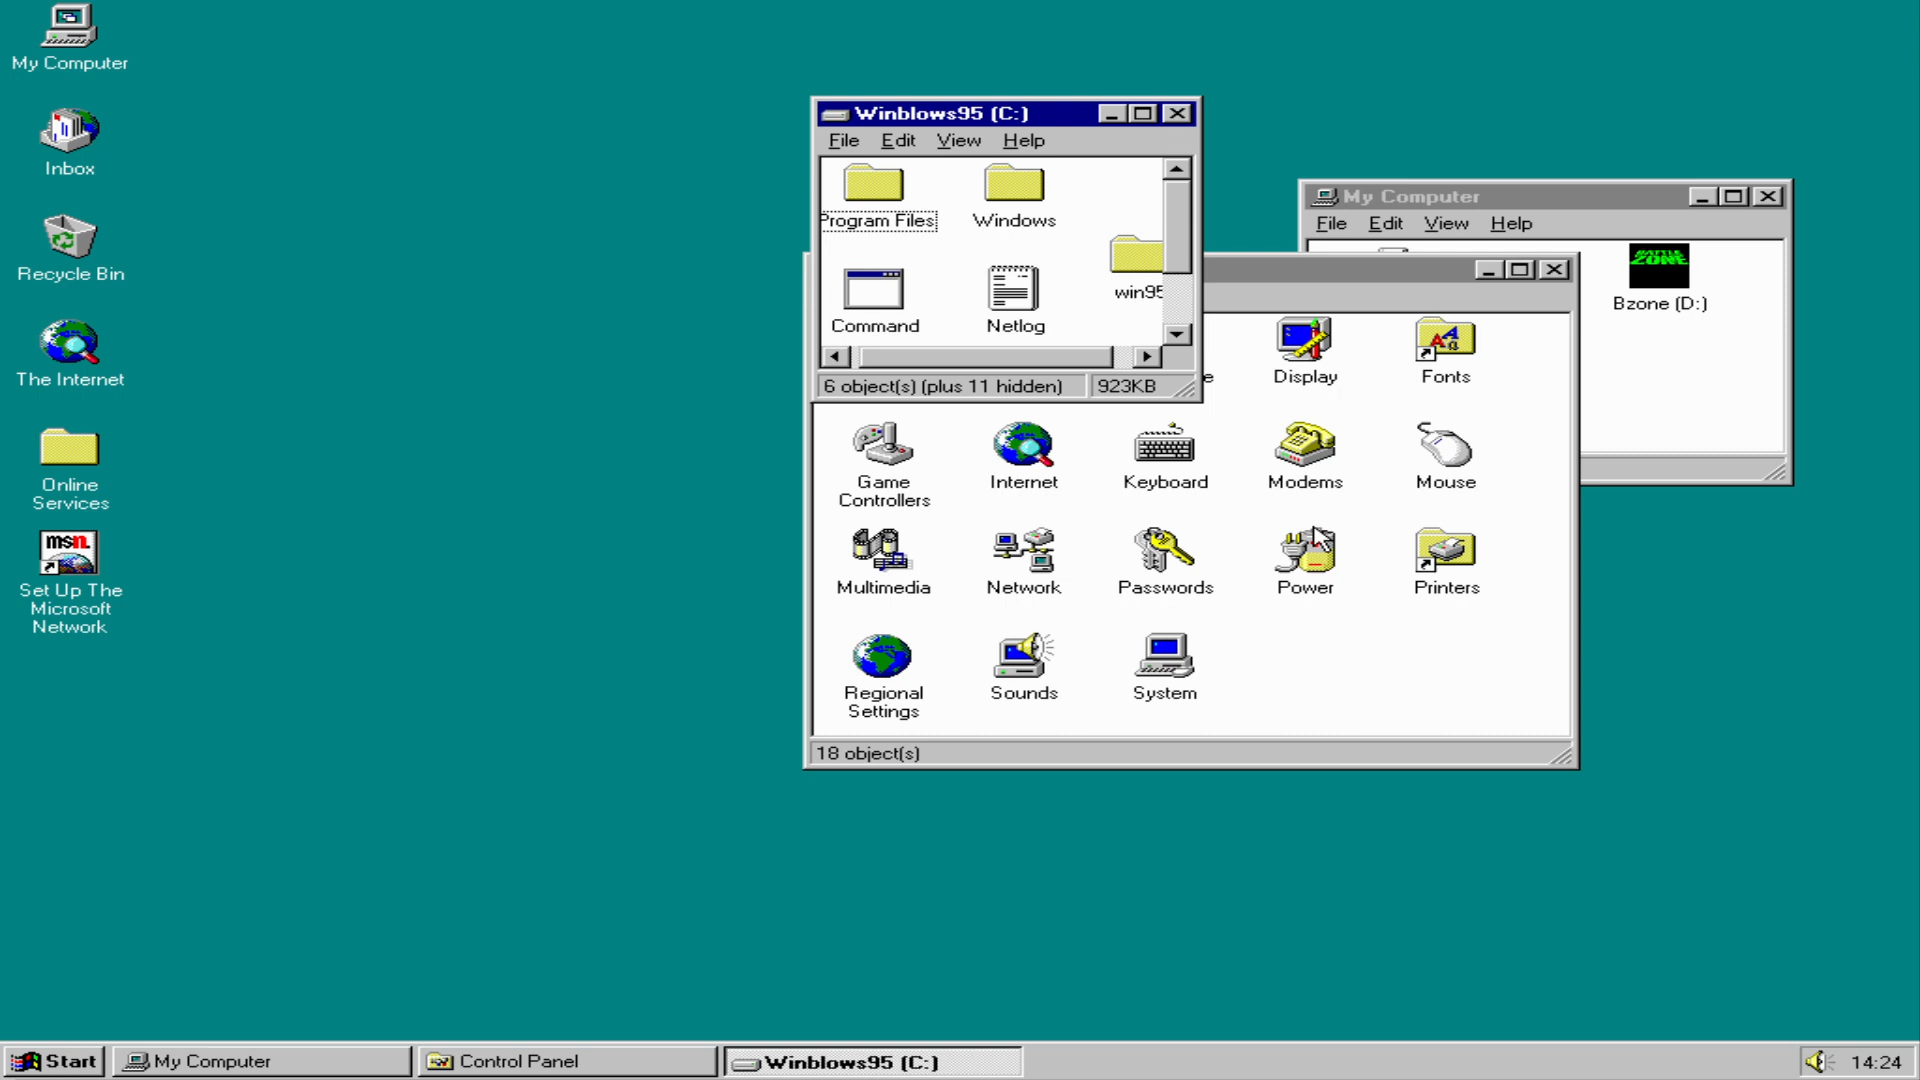 My Computer
Inbox
Recycle Bin
The Internet
Online
Services
msn.
Set Up The
Microsoft
Network
Winblows95 (C:)
File Edit View Help
Program Files
Windows
win95
Command
Netlog
6 object(s) (plus 11 hidden)
923KB
My Computer
File Edit View Help
BATTLE
ZONE
Bzone (D:)
Display
Fonts
Game
Controllers
Internet
Keyboard
Modems
Mouse
Multimedia
Network
Passwords
Power
Printers
Regional
Settings
Sounds
System
18 object(s)
Start
My Computer
Control Panel
Winblows95 (C:)
14:24